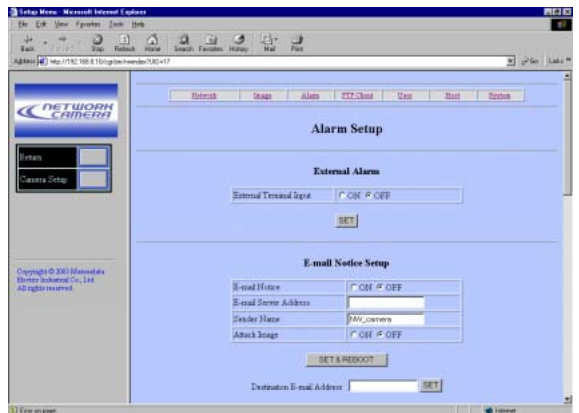 Setup Menu - Microsoft Internet Explorer
File Edit View Favorites Tools Help
Back Stop Refresh Home Search Favorites History Mail Print
Address Go Links
Network Image Alarm FTP Client User Host System
NETWORK CAMERA
Alarm Setup
Return
Camera Setup
External Alarm
External Terminal Input ON OFF
SET
E-mail Notice Setup
E-mail Notice ON OFF
E-mail Server Address
Sender Name NW_camera
Attach Image ON OFF
SET & REBOOT
Destination E-mail Address SET
Copyright © 2003 Matsushita
Electric Industrial Co., Ltd.
All rights reserved.
Error on page.
Internet